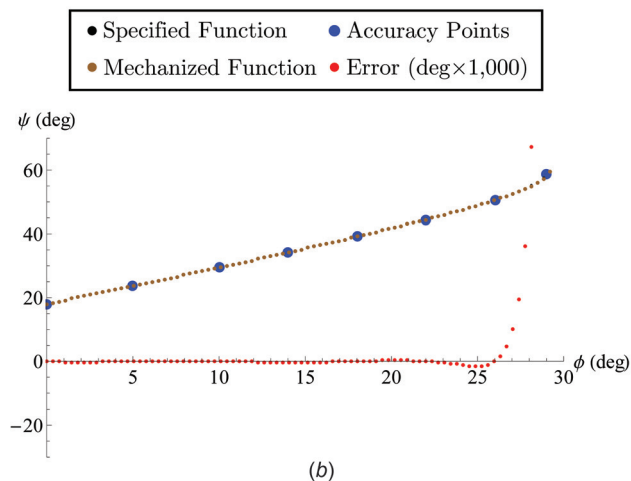 Specified Function Accuracy Points
Mechanized Function Error (deg×1,000)
ψ (deg)
60
40
20
0
−20
5 10 15 20 25 30
ϕ (deg)
(b)